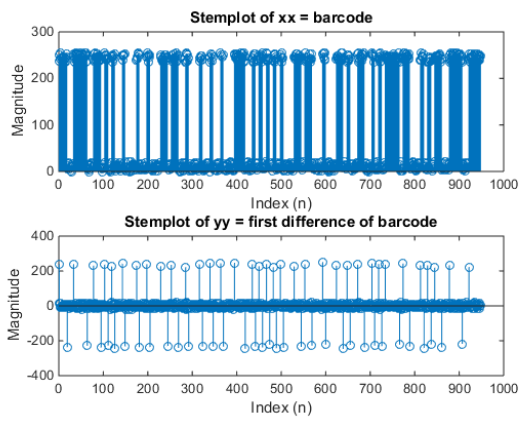 Stemplot of xx = barcode
300
200
100
0
Magnitude
0 100 200 300 400 500 600 700 800 900 1000
Index (n)
Stemplot of yy = first difference of barcode
400
200
0
-200
-400
Magnitude
0 100 200 300 400 500 600 700 800 900 1000
Index (n)